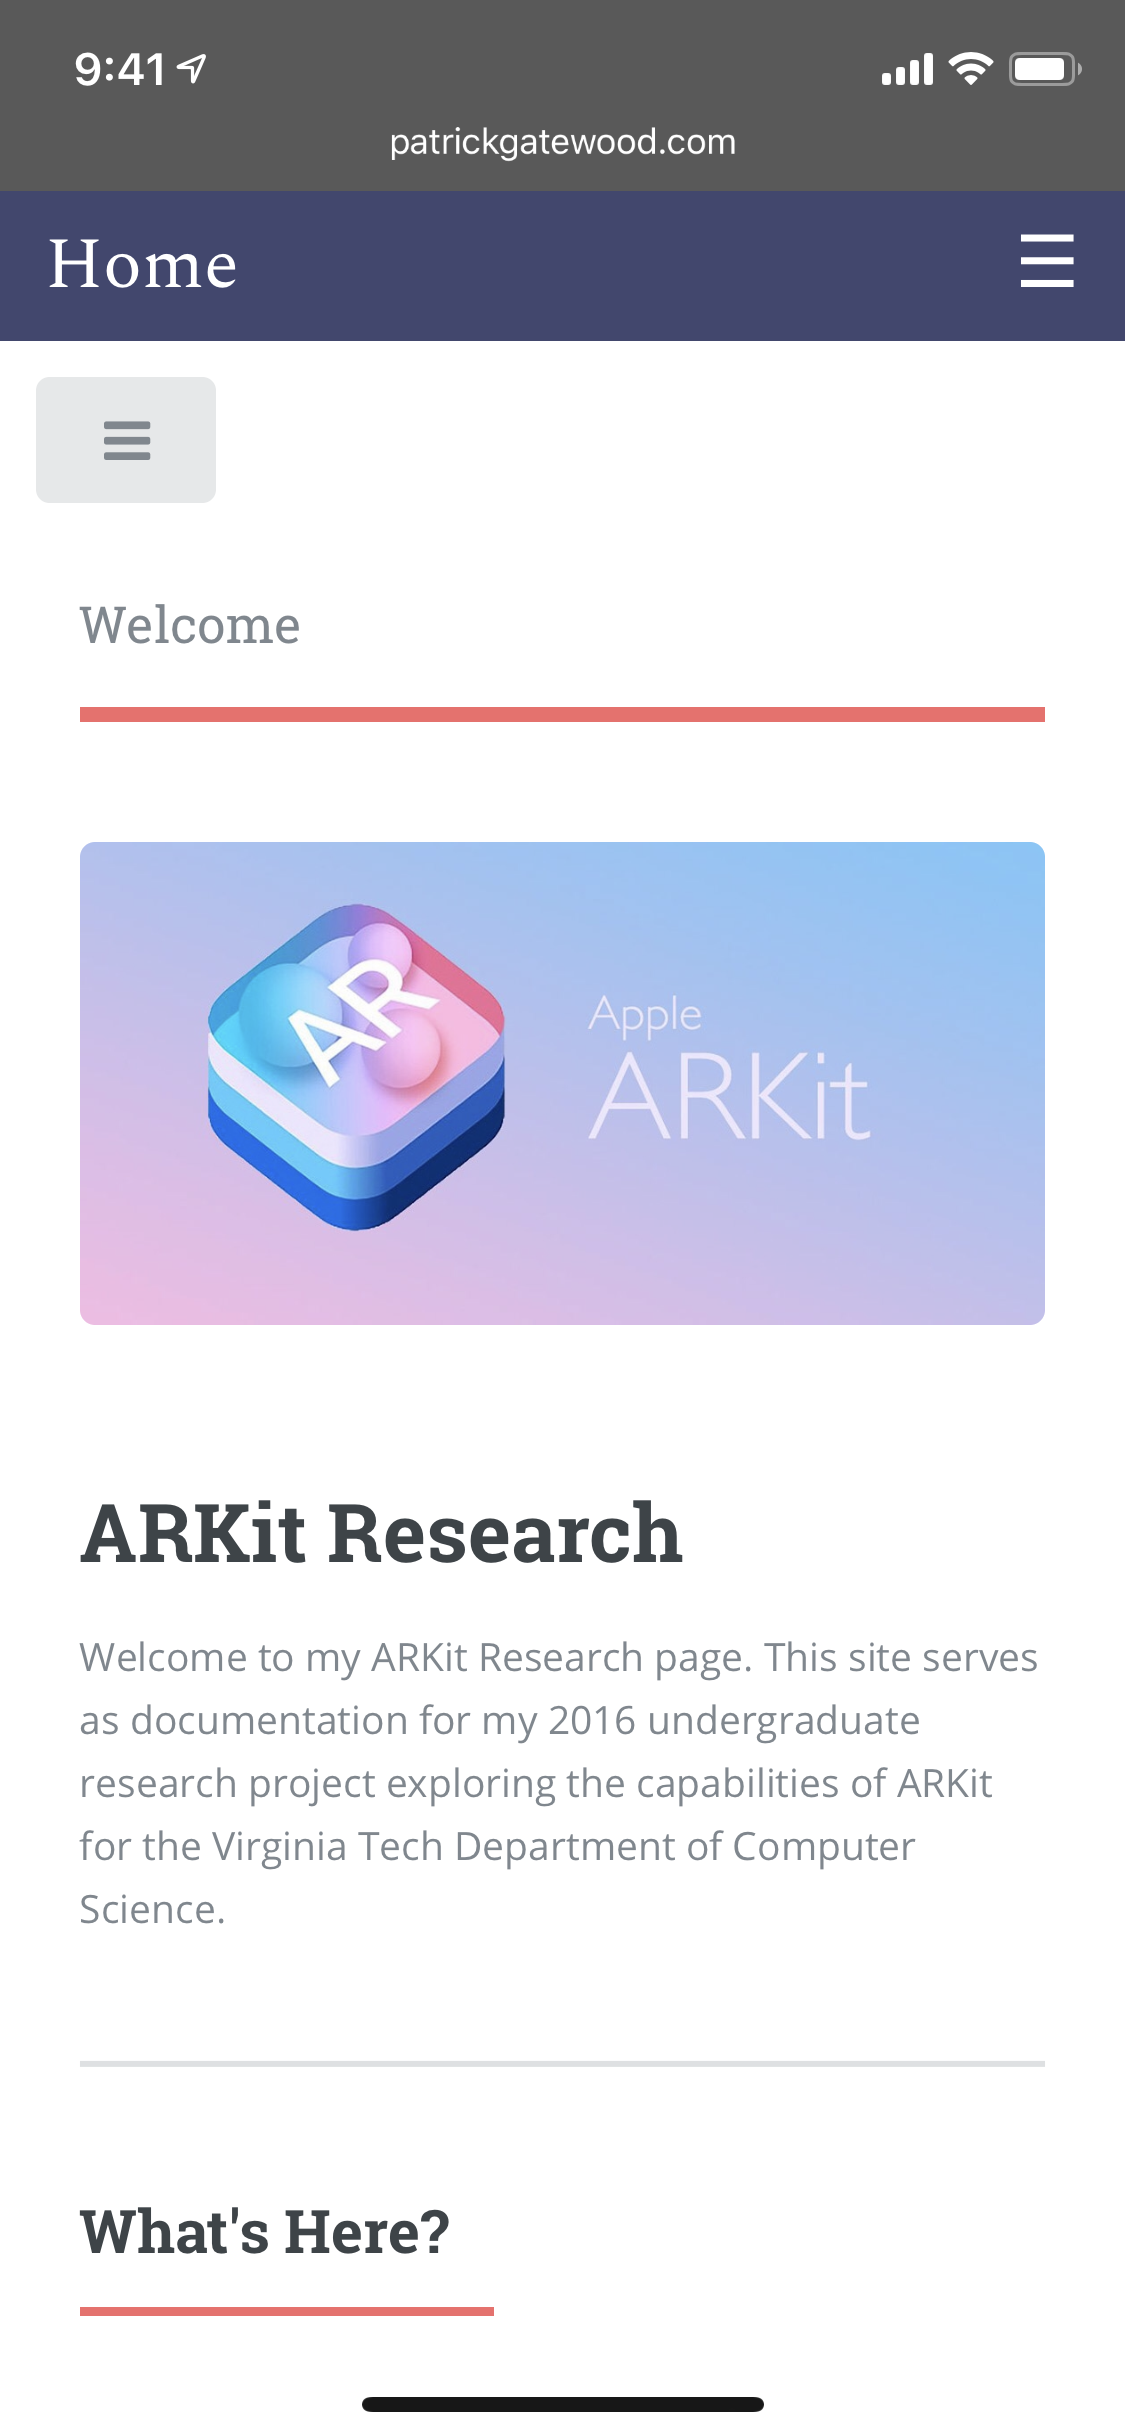 9:41
patrickgatewood.com
Home
Welcome
AR
Apple
ARKit
ARKit Research
Welcome to my ARKit Research page. This site serves
as documentation for my 2016 undergraduate
research project exploring the capabilities of ARKit
for the Virginia Tech Department of Computer
Science.
What's Here?